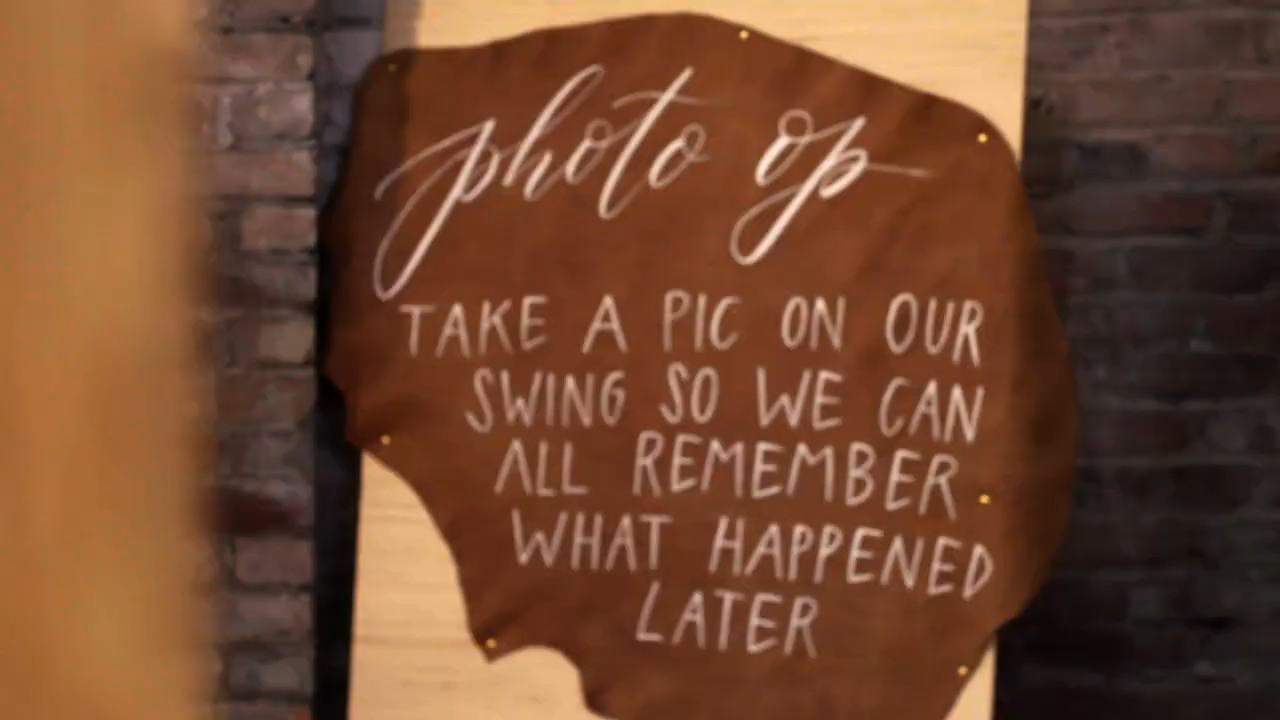 photo op
TAKE A PIC ON OUR
SWING SO WE CAN
ALL REMEMBER
WHAT HAPPENED
LATER